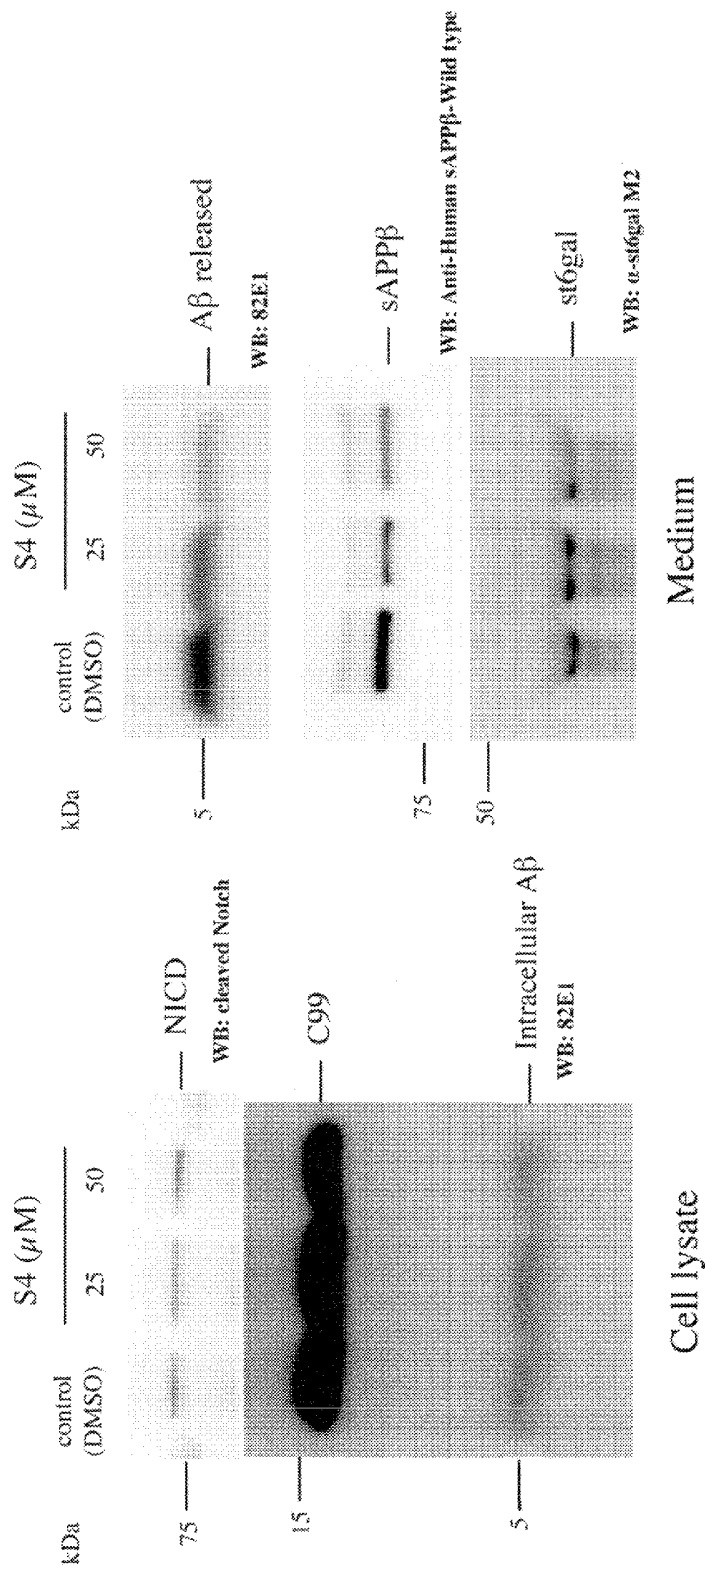 S4 (μM)
kDa
control
(DMSO)
25
50
75
NICD
WB: cleaved Notch
15
C99
5
Intracellular Aβ
WB: 82E1
Cell lysate
S4 (μM)
kDa
control
(DMSO)
25
50
5
Aβ released
WB: 82E1
75
sAPPβ
WB: Anti-Human sAPPβ-Wild type
50
st6gal
WB: α-st6gal M2
Medium